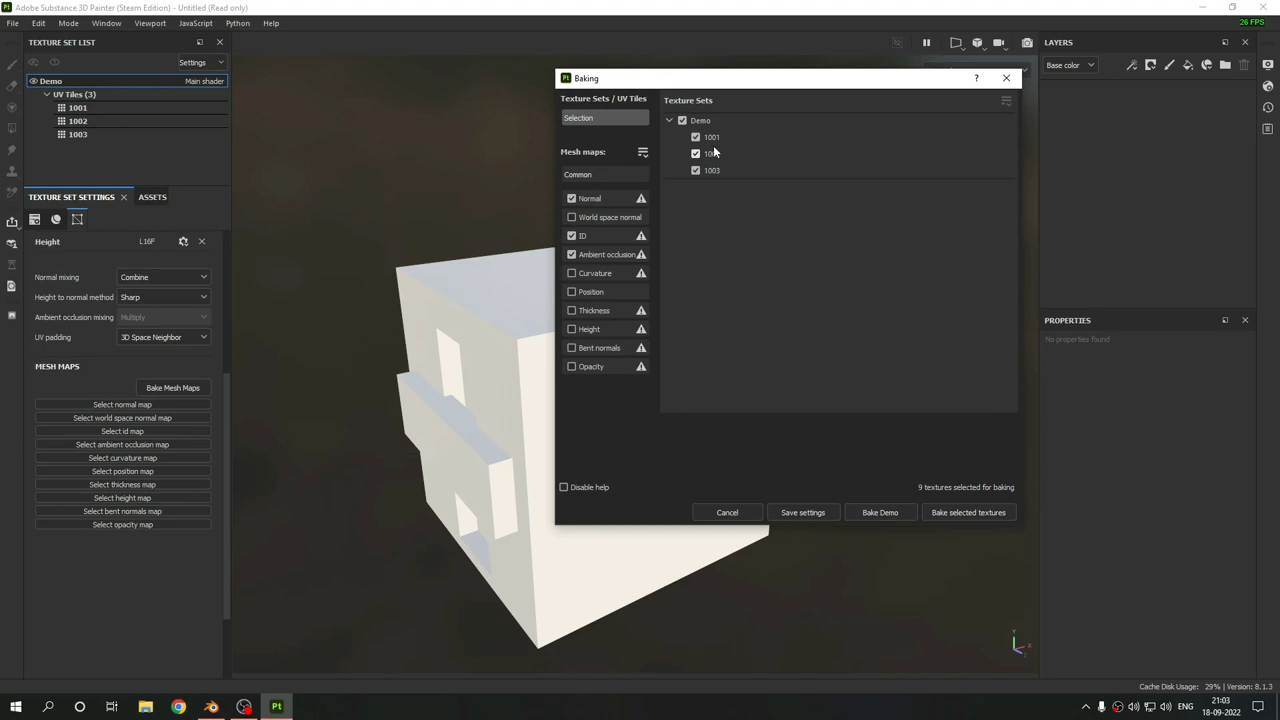 Adobe Substance 3D Painter (Steam Edition) - Untitled (Read only)
File Edit Mode Window Viewport JavaScript Python Help
26 FPS
TEXTURE SET LIST
Settings
Demo Main shader
UV Tiles (3)
1001
1002
1003
TEXTURE SET SETTINGS ASSETS
Height L16F
Normal mixing Combine
Height to normal method Sharp
Ambient occlusion mixing Multiply
UV padding 3D Space Neighbor
MESH MAPS
Bake Mesh Maps
Select normal map
Select world space normal map
Select id map
Select ambient occlusion map
Select curvature map
Select position map
Select thickness map
Select height map
Select bent normals map
Select opacity map
Baking
Texture Sets / UV Tiles
Selection
Mesh maps:
Common
Normal
World space normal
ID
Ambient occlusion
Curvature
Position
Thickness
Height
Bent normals
Opacity
Texture Sets
Demo
1001
1003
Disable help
9 textures selected for baking
Cancel Save settings Bake Demo Bake selected textures
LAYERS
Base color
PROPERTIES
No properties found
Y
X
Cache Disk Usage: 29% | Version: 8.1.3
ENG
21:03
18-09-2022